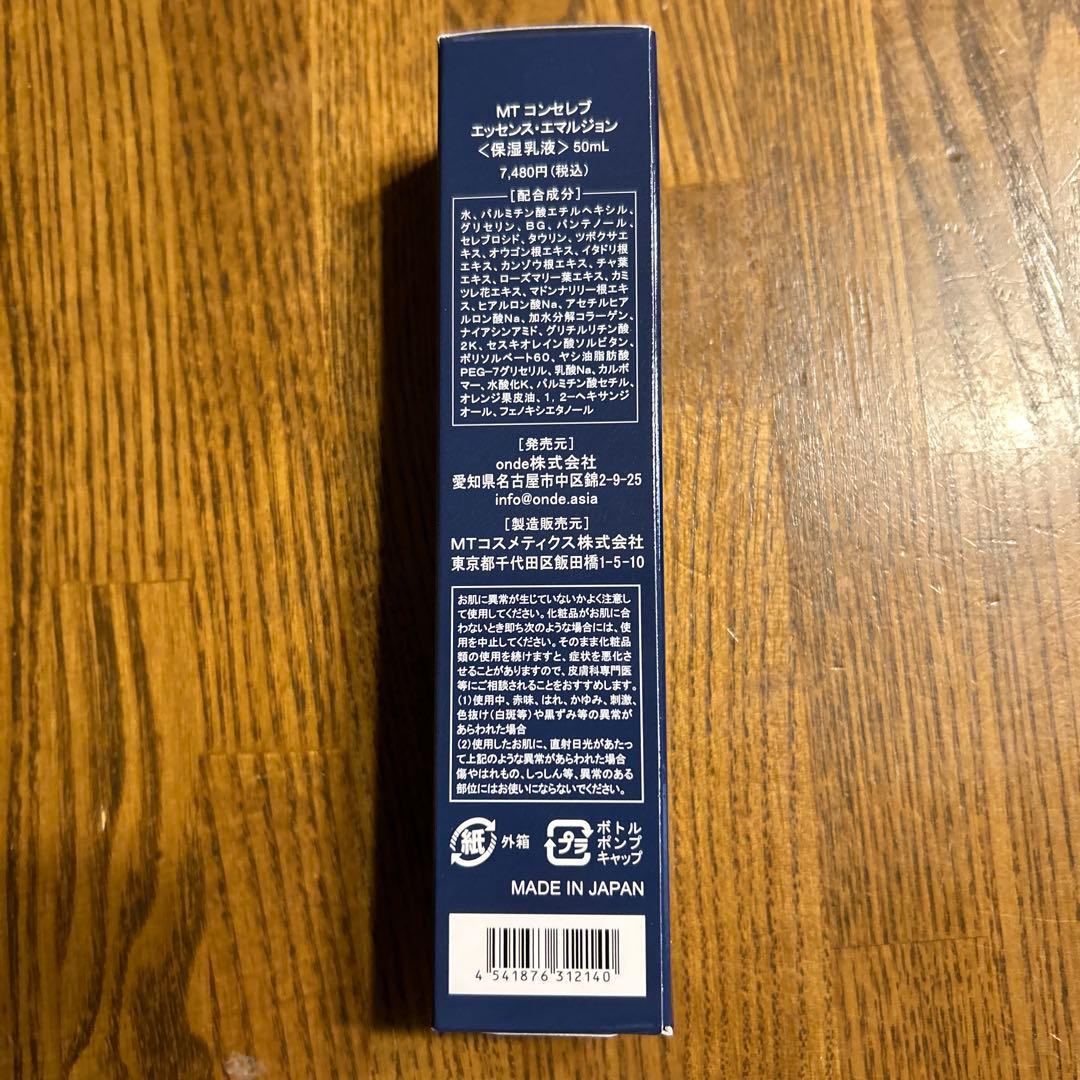 MT コンセレブ
エッセンス・エマルジョン
＜保湿乳液＞ 50mL
7,480円（税込）
［配合成分］
水、パルミチン酸エチルヘキシル、
グリセリン、BG、パンテノール、
セレブロシド、タウリン、ツボクサエ
キス、オウゴン根エキス、イタドリ根
エキス、カンゾウ根エキス、チャ葉
エキス、ローズマリー葉エキス、カミ
ツレ花エキス、マドンナリリー根エキ
ス、ヒアルロン酸Na、アセチルヒア
ルロン酸Na、加水分解コラーゲン、
ナイアシンアミド、グリチルリチン酸
2K、セスキオレイン酸ソルビタン、
ポリソルベート60、ヤシ油脂肪酸
PEG-7グリセリル、乳酸Na、カルボ
マー、水酸化K、パルミチン酸セチル、
オレンジ果皮油、1,2-ヘキサンジ
オール、フェノキシエタノール
［発売元］
onde株式会社
愛知県名古屋市中区錦2-9-25
info@onde.asia
［製造販売元］
MTコスメティクス株式会社
東京都千代田区飯田橋1-5-10
お肌に異常が生じていないかよく注意し
て使用してください。化粧品がお肌に合
わないとき即ち次のような場合には、使
用を中止してください。そのまま化粧品
類の使用を続けますと、症状を悪化さ
せることがありますので、皮膚科専門医
等にご相談されることをおすすめします。
(1)使用中、赤味、はれ、かゆみ、刺激、
色抜け(白斑等)や黒ずみ等の異常が
あらわれた場合
(2)使用したお肌に、直射日光があたっ
て上記のような異常があらわれた場合
傷やはれもの、しっしん等、異常のある
部位にはお使いにならないでください。
紙 外箱
プラ ボトル
ポンプ
キャップ
MADE IN JAPAN
4 541876 312140